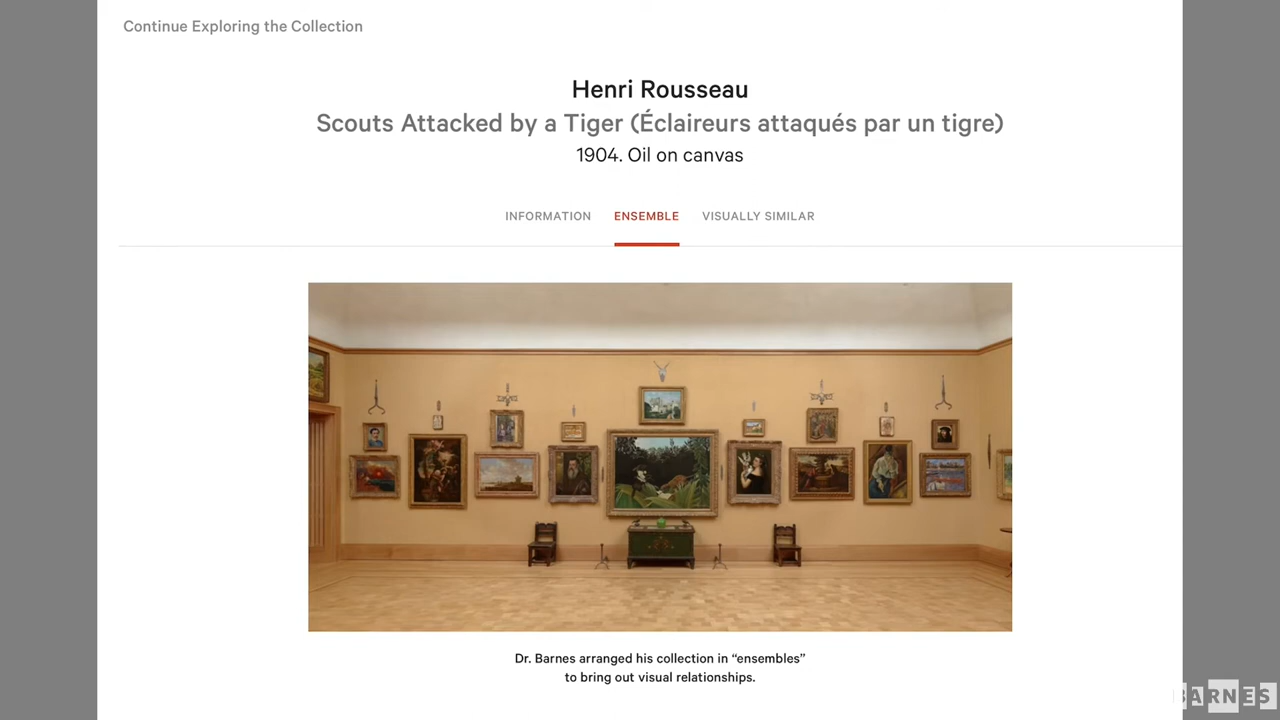 Continue Exploring the Collection
Henri Rousseau
Scouts Attacked by a Tiger (Éclaireurs attaqués par un tigre)
1904. Oil on canvas
INFORMATION ENSEMBLE VISUALLY SIMILAR
Dr. Barnes arranged his collection in “ensembles”
to bring out visual relationships.
BARNES